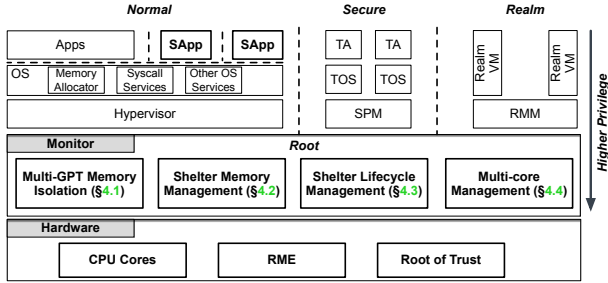 Normal
Secure
Realm
Apps
SApp
SApp
TA
TA
Realm
VM
Realm
VM
OS
Memory
Allocator
Syscall
Services
Other OS
Services
TOS
TOS
Hypervisor
SPM
RMM
Higher Privilege
Monitor
Root
Multi-GPT Memory
Isolation (§4.1)
Shelter Memory
Management (§4.2)
Shelter Lifecycle
Management (§4.3)
Multi-core
Management (§4.4)
Hardware
CPU Cores
RME
Root of Trust